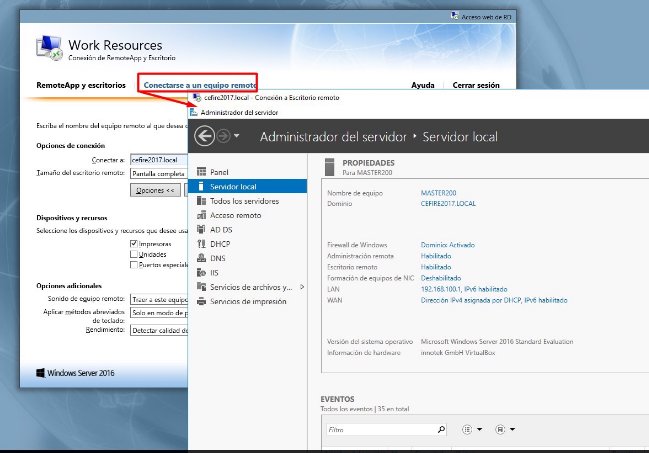 Acceso web de RD
Work Resources
Conexión de RemoteApp y Escritorio
RemoteApp y escritorios
Conectarse a un equipo remoto
Ayuda
Cerrar sesión
Escriba el nombre del equipo remoto al que desea
Opciones de conexión
Conectar a: cefire2017.local
Tamaño del escritorio remoto: Pantalla completa
Opciones <<
Dispositivos y recursos
Seleccione los dispositivos y recursos que desee usa
Impresoras
Unidades
Puertos especiale
Opciones adicionales
Sonido de equipo remoto: Traer a este equipo
Aplicar métodos abreviados de teclado: Solo en modo de p
Rendimiento: Detectar calidad de
Windows Server 2016
cefire2017.local - Conexión a Escritorio remoto
Administrador del servidor
Administrador del servidor • Servidor local
Panel
Servidor local
Todos los servidores
Acceso remoto
AD DS
DHCP
DNS
IIS
Servicios de archivos y...
Servicios de impresión
PROPIEDADES
Para MASTER200
Nombre de equipo MASTER200
Dominio CEFIRE2017.LOCAL
Firewall de Windows Dominio: Activado
Administración remota Habilitado
Escritorio remoto Habilitado
Formación de equipos de NIC Deshabilitado
LAN 192.168.100.1, IPv6 habilitado
WAN Dirección IPv4 asignada por DHCP, IPv6 habilitado
Versión del sistema operativo Microsoft Windows Server 2016 Standard Evaluation
Información de hardware innotek GmbH VirtualBox
EVENTOS
Todos los eventos | 35 en total
Filtro